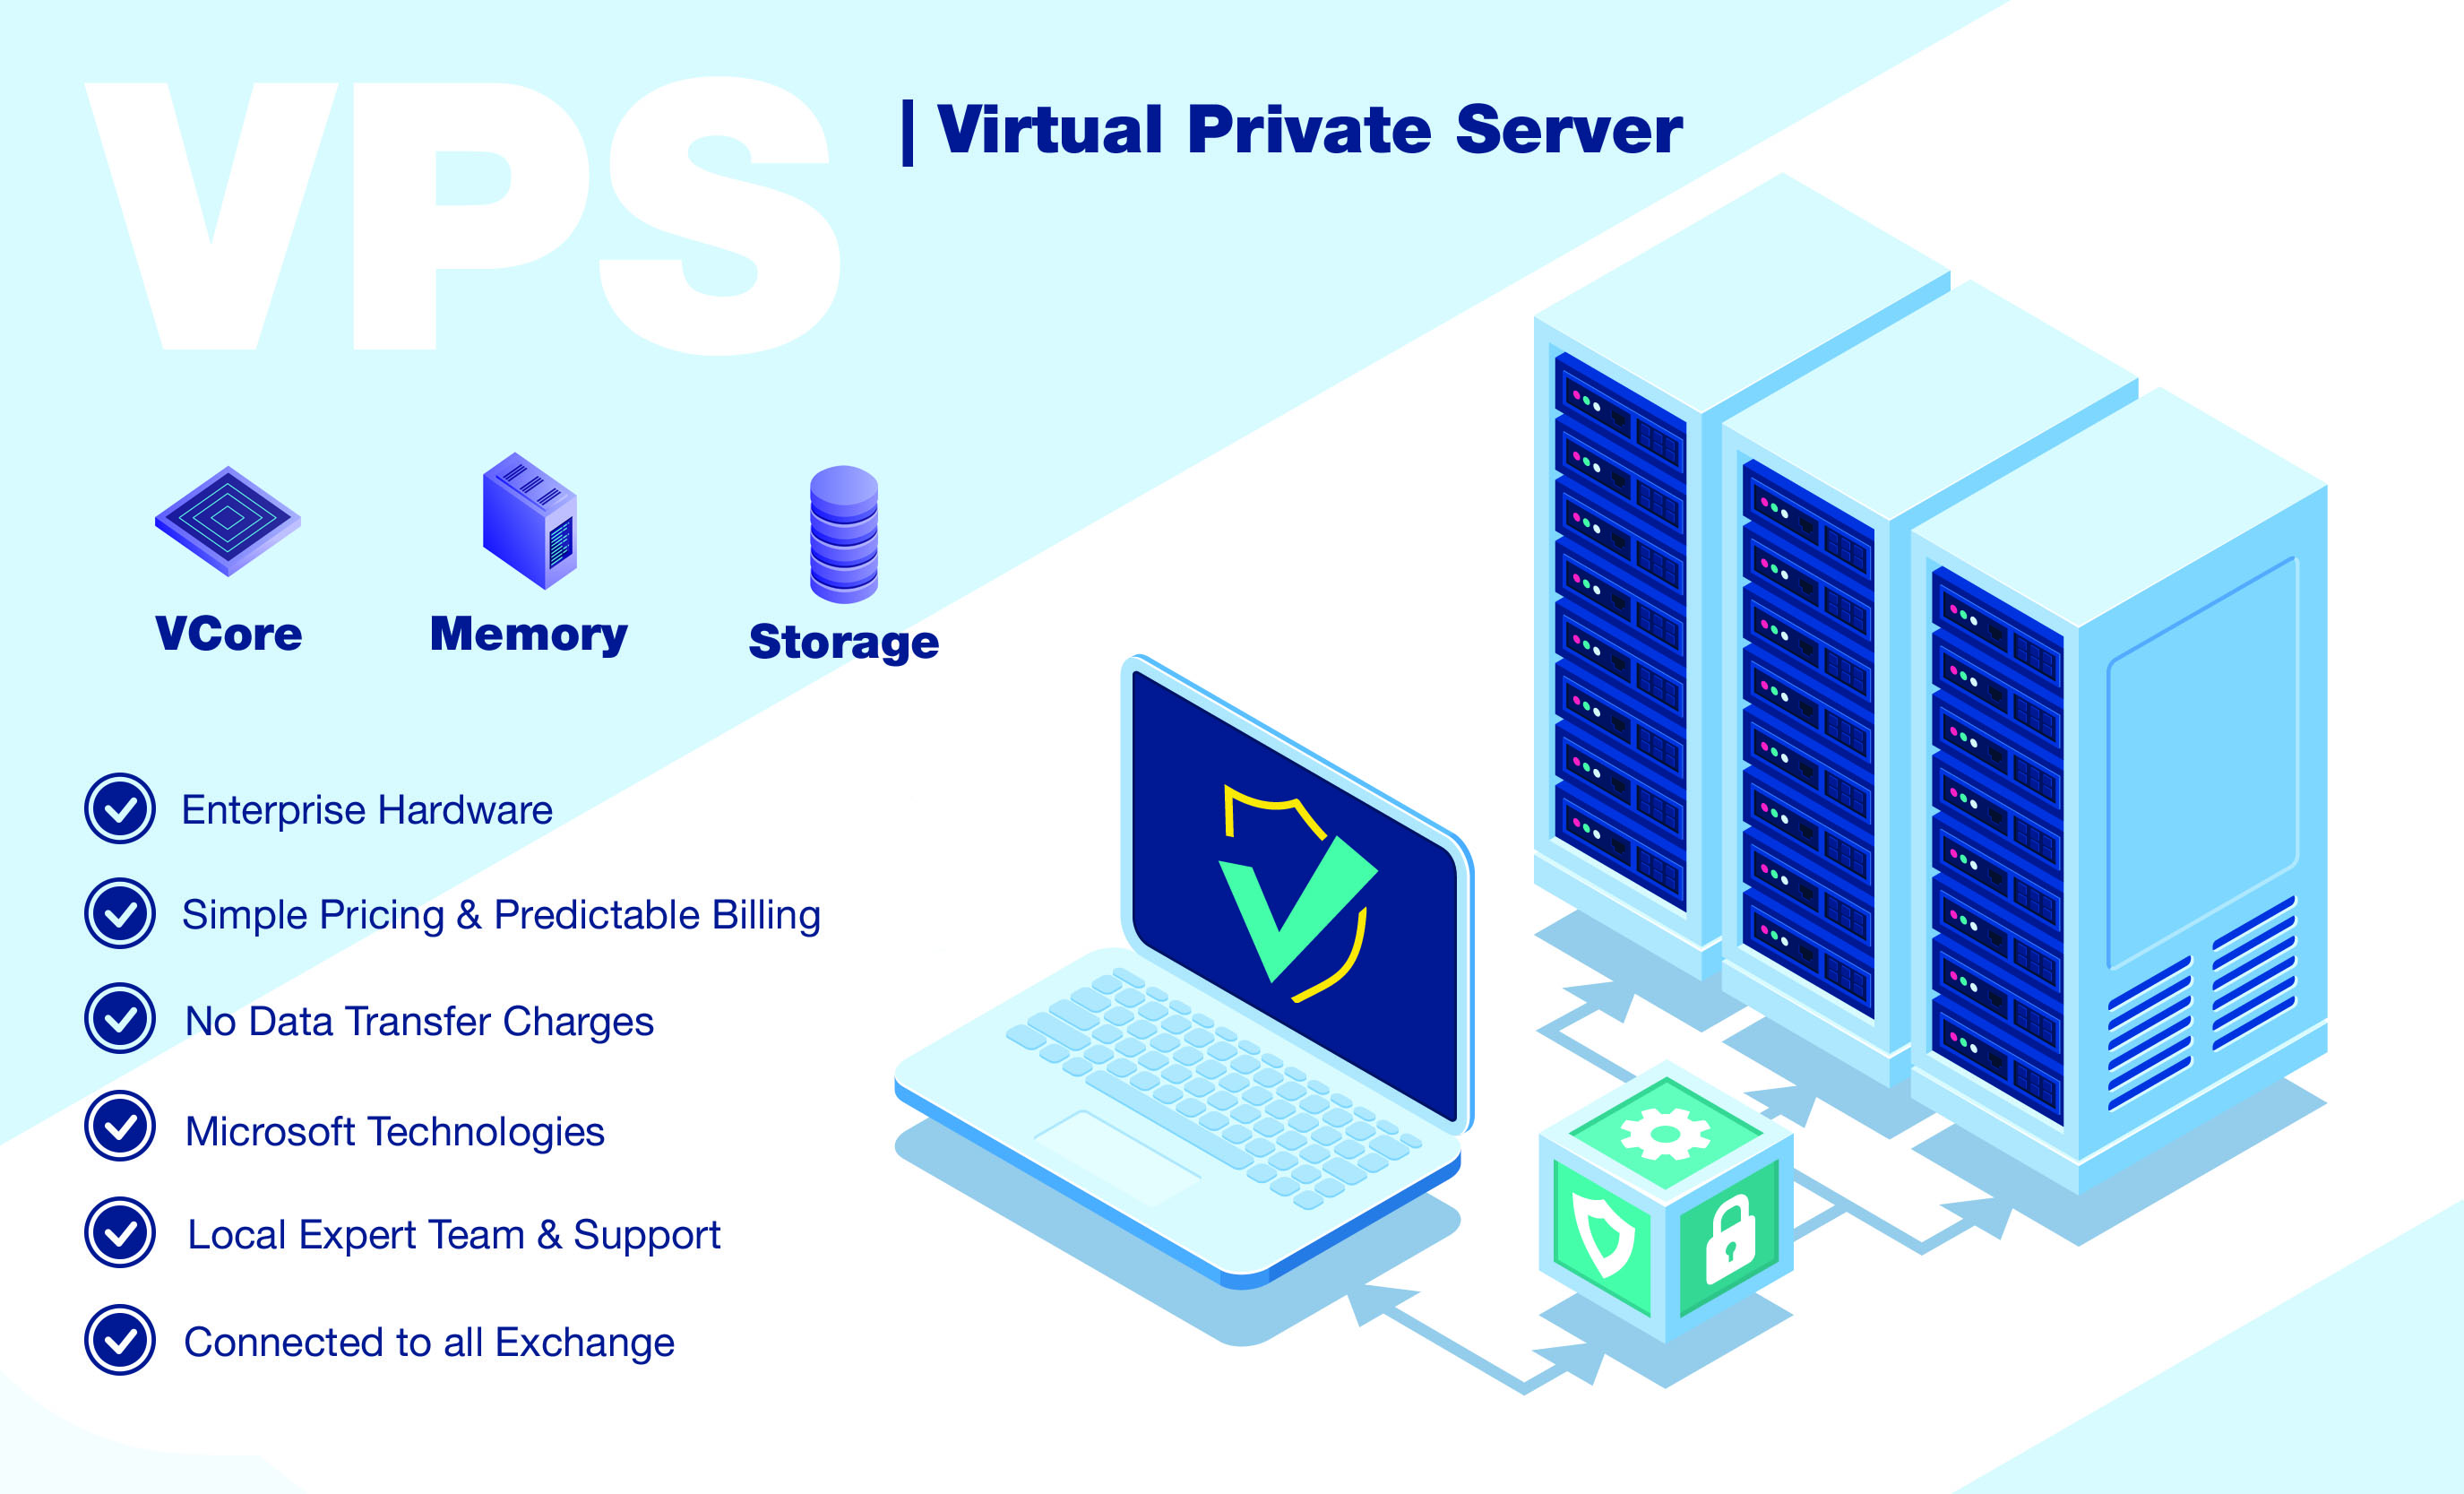 VPS
| Virtual Private Server
VCore
Memory
Storage
Enterprise Hardware
Simple Pricing & Predictable Billing
No Data Transfer Charges
Microsoft Technologies
Local Expert Team & Support
Connected to all Exchange